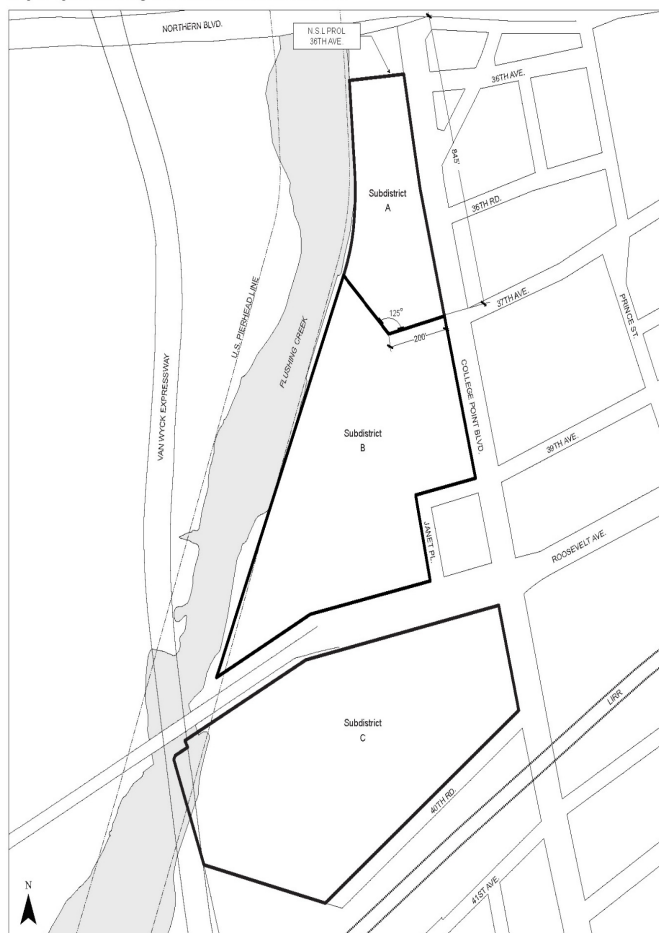 NORTHERN BLVD.
N.S.L PROL
36TH AVE.
36TH AVE.
845'
Subdistrict
A
36TH RD.
37TH AVE.
PRINCE ST.
U.S. PIERHEAD LINE
125°
200'
FLUSHING CREEK
VAN WYCK EXPRESSWAY
COLLEGE POINT BLVD.
Subdistrict
B
39TH AVE.
JANET PL.
ROOSEVELT AVE.
LIRR
Subdistrict
C
40TH RD.
41ST AVE.
N